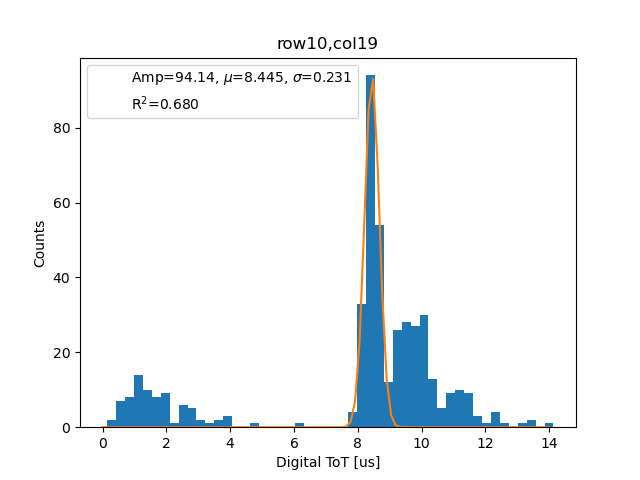 row10,col19
Amp=94.14, μ=8.445, σ=0.231
R²=0.680
Counts
80
60
40
20
0
0 2 4 6 8 10 12 14
Digital ToT [us]